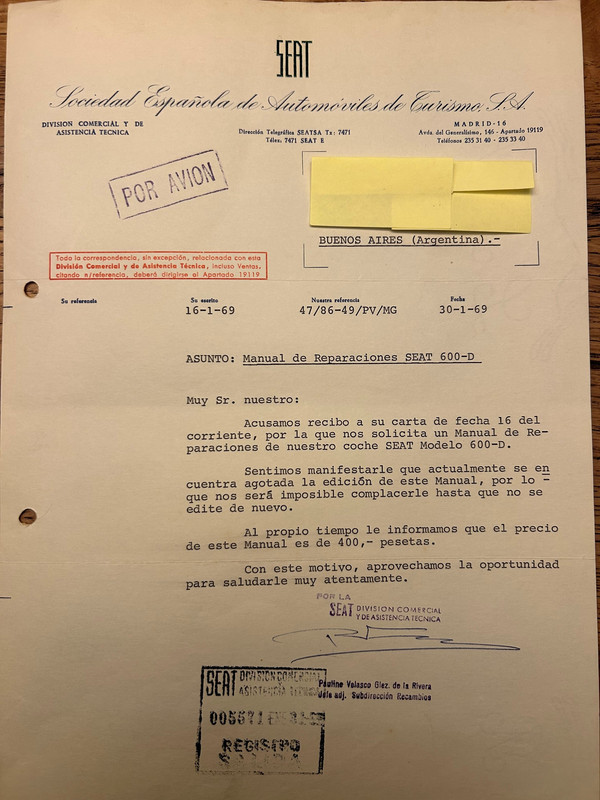 SEAT
Sociedad Española de Automóviles de Turismo, S.A.
DIVISION COMERCIAL Y DE
ASISTENCIA TECNICA
Dirección Telegráfica SEATSA Tx: 7471
Télex. 7471 SEAT E
MADRID-16
Avda. del Generalísimo, 146 - Apartado 19119
Teléfonos 235 31 40 - 235 33 40
POR AVION
BUENOS AIRES (Argentina).-
Toda la correspondencia, sin excepción, relacionada con esta
División Comercial y de Asistencia Técnica, incluso Ventas,
citando n/referencia, deberá dirigirse al Apartado 19119
Su referencia
Su escrito
Nuestra referencia
Fecha
16-1-69
47/86-49/PV/MG
30-1-69
ASUNTO: Manual de Reparaciones SEAT 600-D
Muy Sr. nuestro:
Acusamos recibo a su carta de fecha 16 del
corriente, por la que nos solicita un Manual de Re-
paraciones de nuestro coche SEAT Modelo 600-D.
Sentimos manifestarle que actualmente se en
cuentra agotada la edición de este Manual, por lo -
que nos será imposible complacerle hasta que no se
edite de nuevo.
Al propio tiempo le informamos que el precio
de este Manual es de 400,- pesetas.
Con este motivo, aprovechamos la oportunidad
para saludarle muy atentamente.
POR LA
SEAT DIVISION COMERCIAL
Y DE ASISTENCIA TECNICA
SEAT DIVISION COMERCIAL
ASISTENCIA TECNICA
Velasco Glez. de la Rivera
adj. Subdirección Recambios
REGISTRO
SALIDA